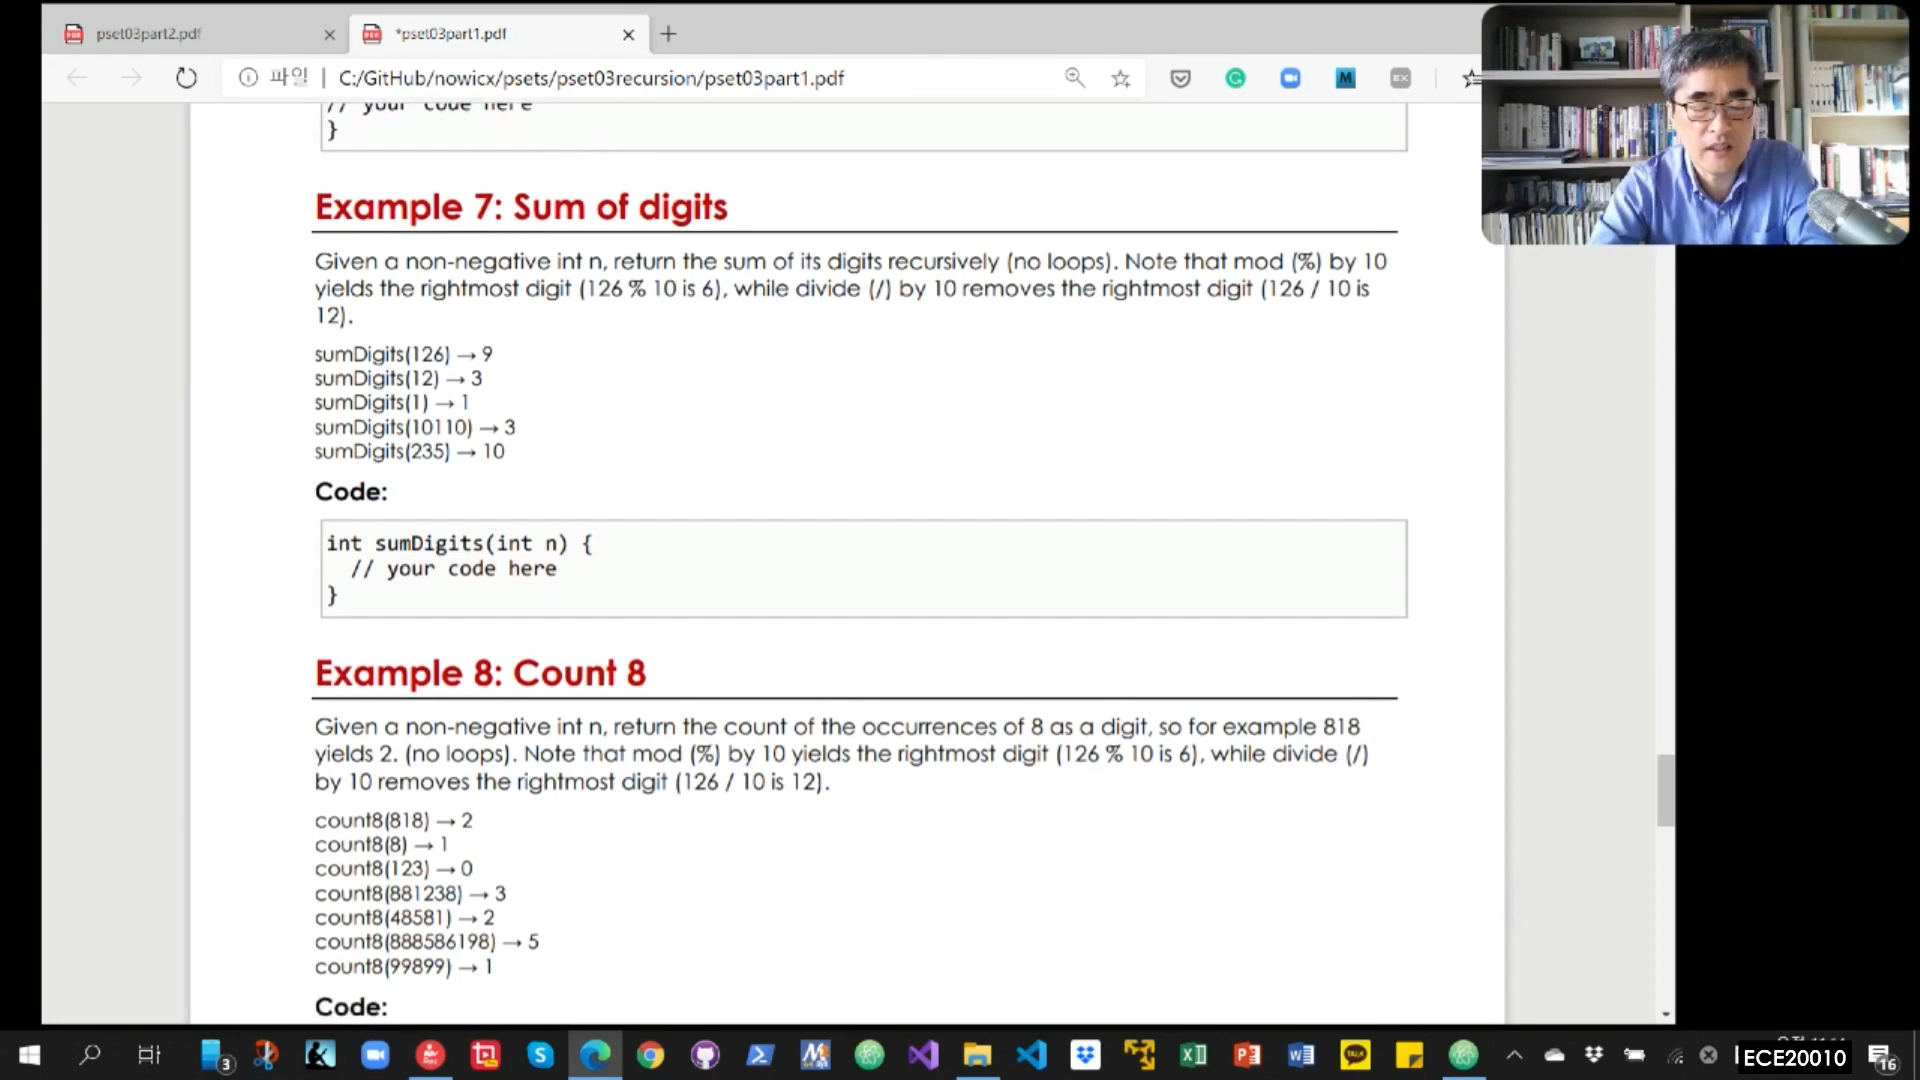 pset03part2.pdf
*pset03part1.pdf
파일 | C:/GitHub/nowicx/psets/pset03recursion/pset03part1.pdf
// your code here
}
Example 7: Sum of digits
Given a non-negative int n, return the sum of its digits recursively (no loops). Note that mod (%) by 10
yields the rightmost digit (126 % 10 is 6), while divide (/) by 10 removes the rightmost digit (126 / 10 is
12).
sumDigits(126) → 9
sumDigits(12) → 3
sumDigits(1) → 1
sumDigits(10110) → 3
sumDigits(235) → 10
Code:
int sumDigits(int n) {
// your code here
}
Example 8: Count 8
Given a non-negative int n, return the count of the occurrences of 8 as a digit, so for example 818
yields 2. (no loops). Note that mod (%) by 10 yields the rightmost digit (126 % 10 is 6), while divide (/)
by 10 removes the rightmost digit (126 / 10 is 12).
count8(818) → 2
count8(8) → 1
count8(123) → 0
count8(881238) → 3
count8(48581) → 2
count8(888586198) → 5
count8(99899) → 1
Code:
3
ECE20010
16